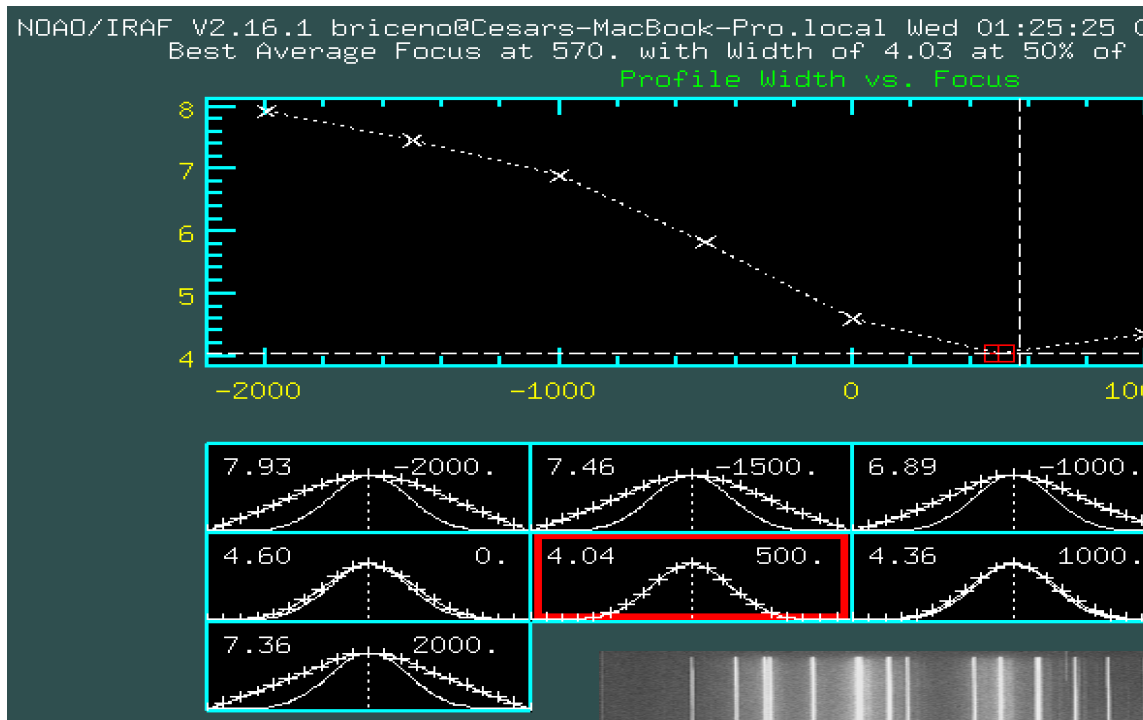 NOAO/IRAF V2.16.1 briceno@Cesars-MacBook-Pro.local Wed 01:25:25
Best Average Focus at 570. with Width of 4.03 at 50% of
Profile Width vs. Focus
8
7
6
5
4
-2000 -1000 0
7.93 -2000. 7.46 -1500. 6.89 -1000.
4.60 0. 4.04 500. 4.36 1000.
7.36 2000.